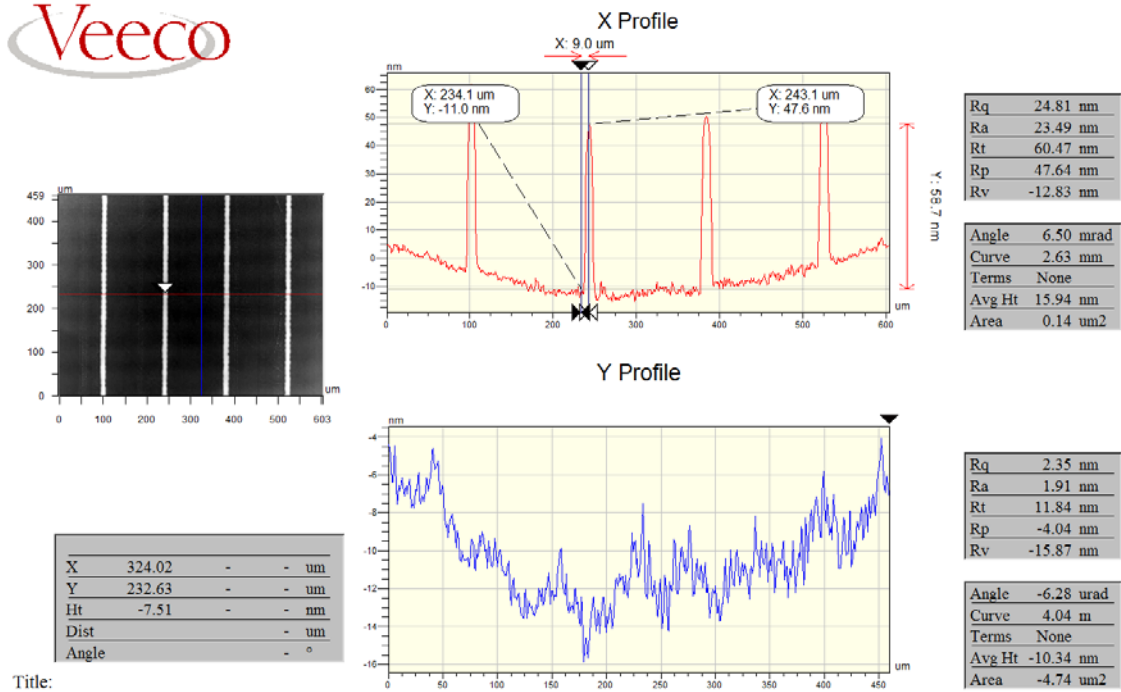 Veeco
X Profile
X: 9.0 um
nm
60
50
40
30
20
10
0
-10
X: 234.1 um
Y: -11.0 nm
X: 243.1 um
Y: 47.6 nm
Y: 58.7 nm
0 100 200 300 400 500 600
um
Rq 24.81 nm
Ra 23.49 nm
Rt 60.47 nm
Rp 47.64 nm
Rv -12.83 nm
Angle 6.50 mrad
Curve 2.63 mm
Terms None
Avg Ht 15.94 nm
Area 0.14 um2
um
459
400
300
200
100
0
um
0 100 200 300 400 500 603
Y Profile
nm
-4
-6
-8
-10
-12
-14
-16
0 50 100 150 200 250 300 350 400 450
um
Rq 2.35 nm
Ra 1.91 nm
Rt 11.84 nm
Rp -4.04 nm
Rv -15.87 nm
Angle -6.28 urad
Curve 4.04 m
Terms None
Avg Ht -10.34 nm
Area -4.74 um2
X 324.02 - - um
Y 232.63 - - um
Ht -7.51 - - nm
Dist - um
Angle - °
Title: